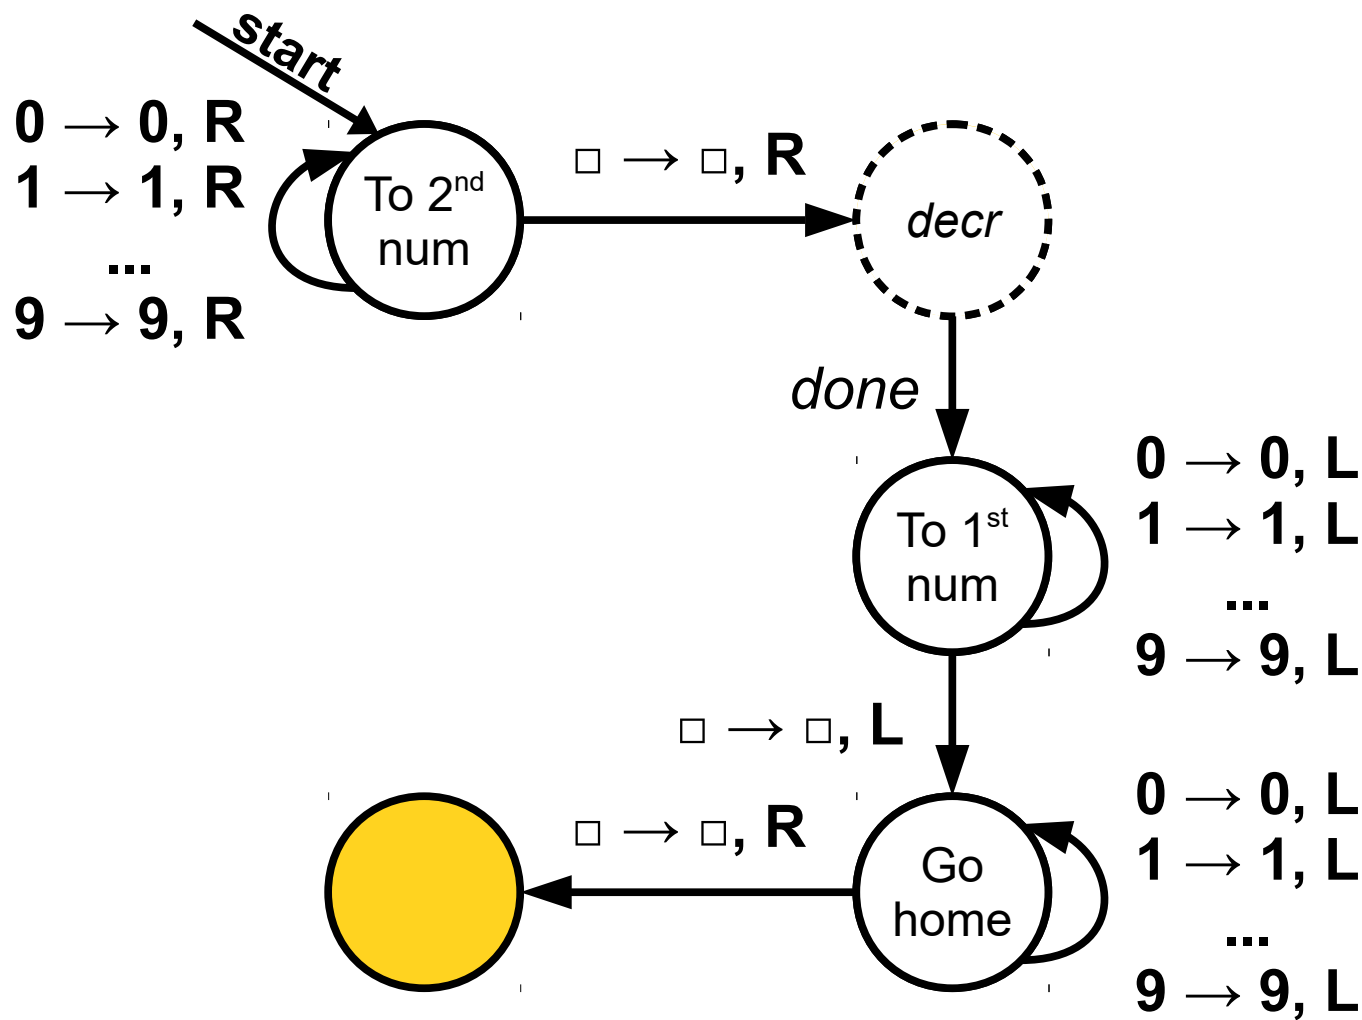 start
0 → 0, R
1 → 1, R
...
9 → 9, R
To 2nd
num
□ → □, R
decr
done
To 1st
num
0 → 0, L
1 → 1, L
...
9 → 9, L
□ → □, L
□ → □, R
Go
home
0 → 0, L
1 → 1, L
...
9 → 9, L